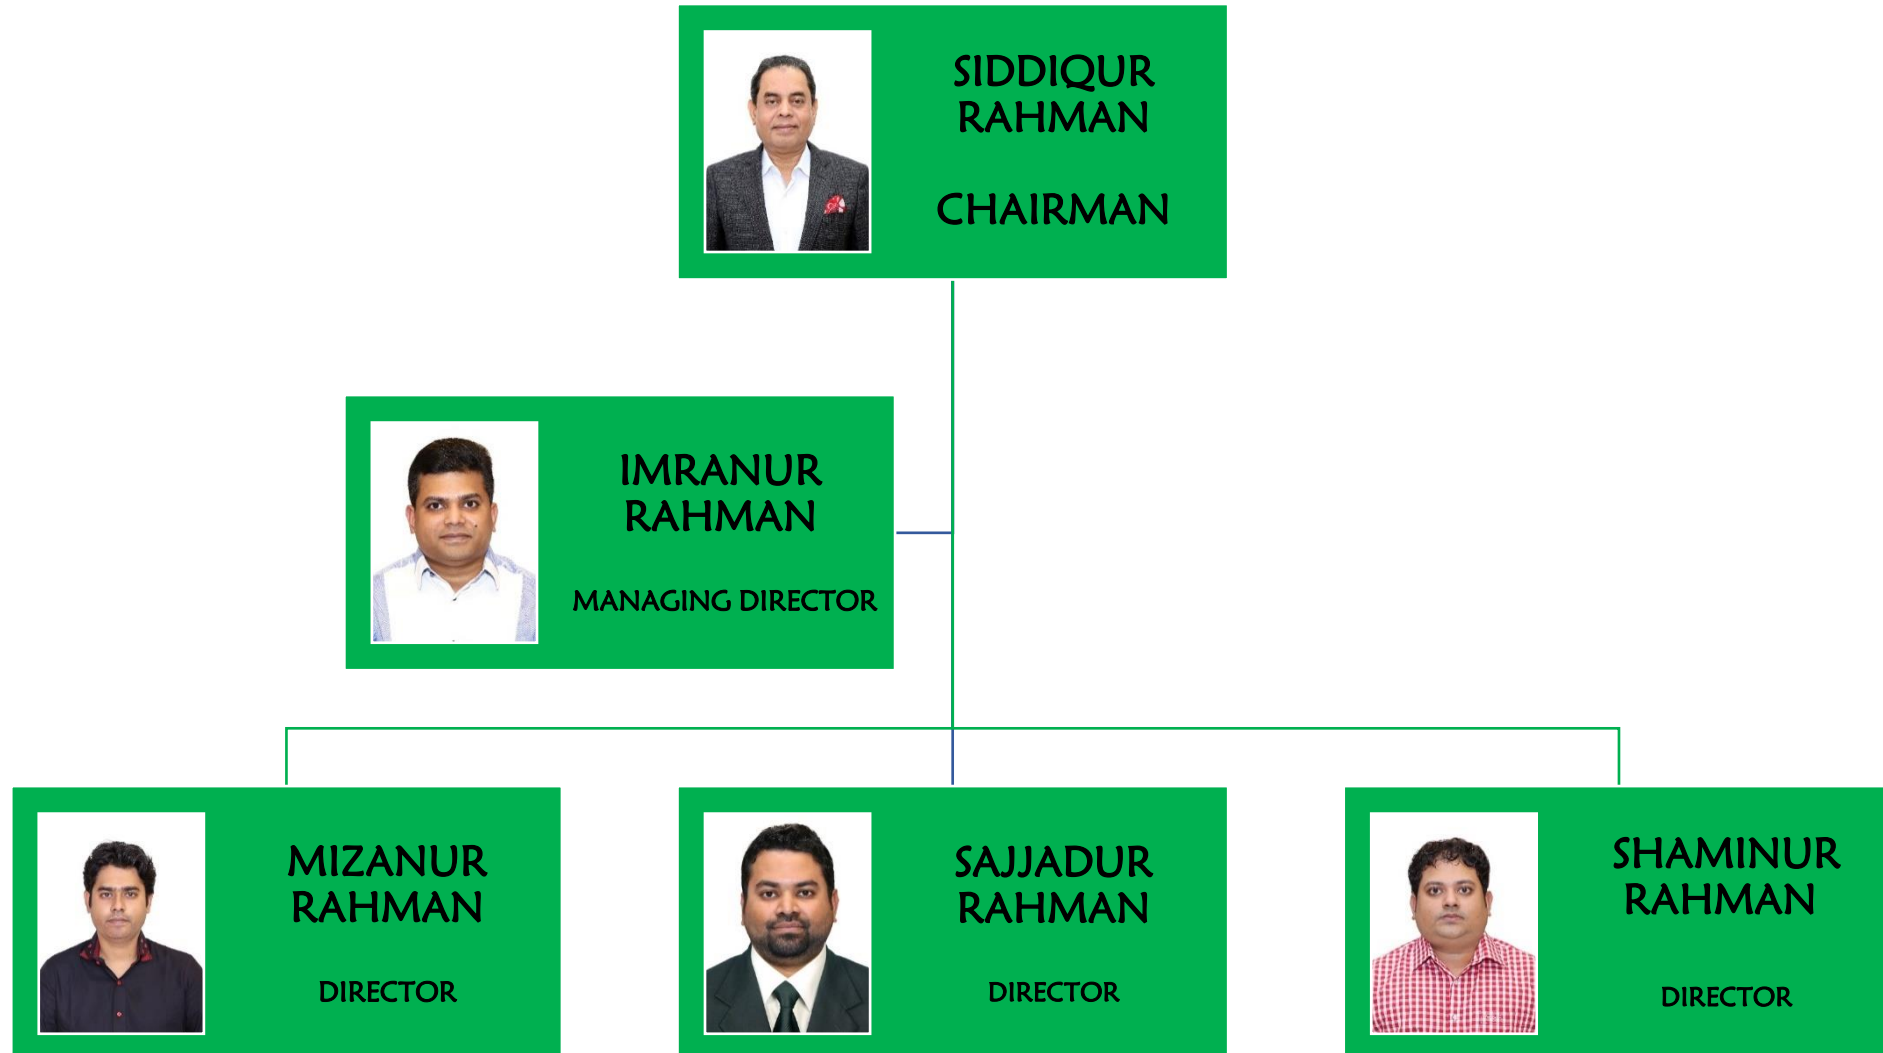 SIDDIQUR
RAHMAN
CHAIRMAN
IMRANUR
RAHMAN
MANAGING DIRECTOR
MIZANUR
RAHMAN
DIRECTOR
SAJJADUR
RAHMAN
DIRECTOR
SHAMINUR
RAHMAN
DIRECTOR